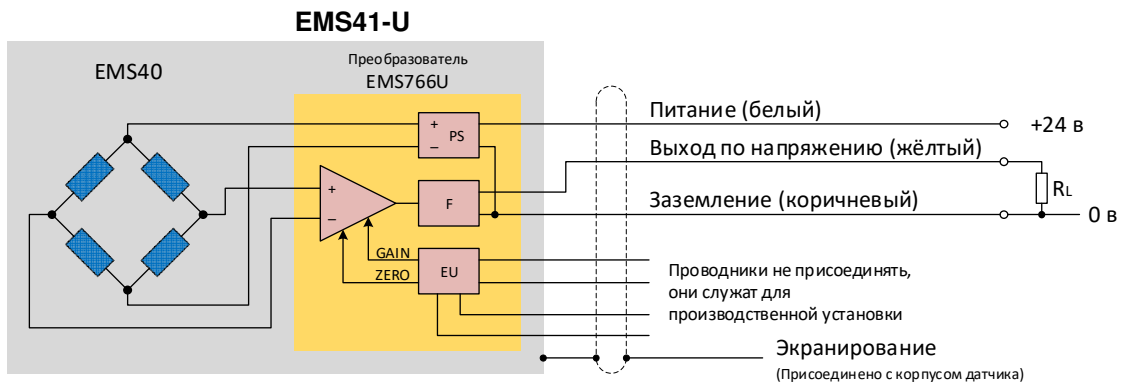 EMS41-U
EMS40
Преобразователь
EMS766U
+
−
PS
Питание (белый)
+24 в
Выход по напряжению (жёлтый)
+
−
F
RL
Заземление (коричневый)
0 в
GAIN
ZERO
EU
Проводники не присоединять,
они служат для
производственной установки
Экранирование
(Присоединено с корпусом датчика)